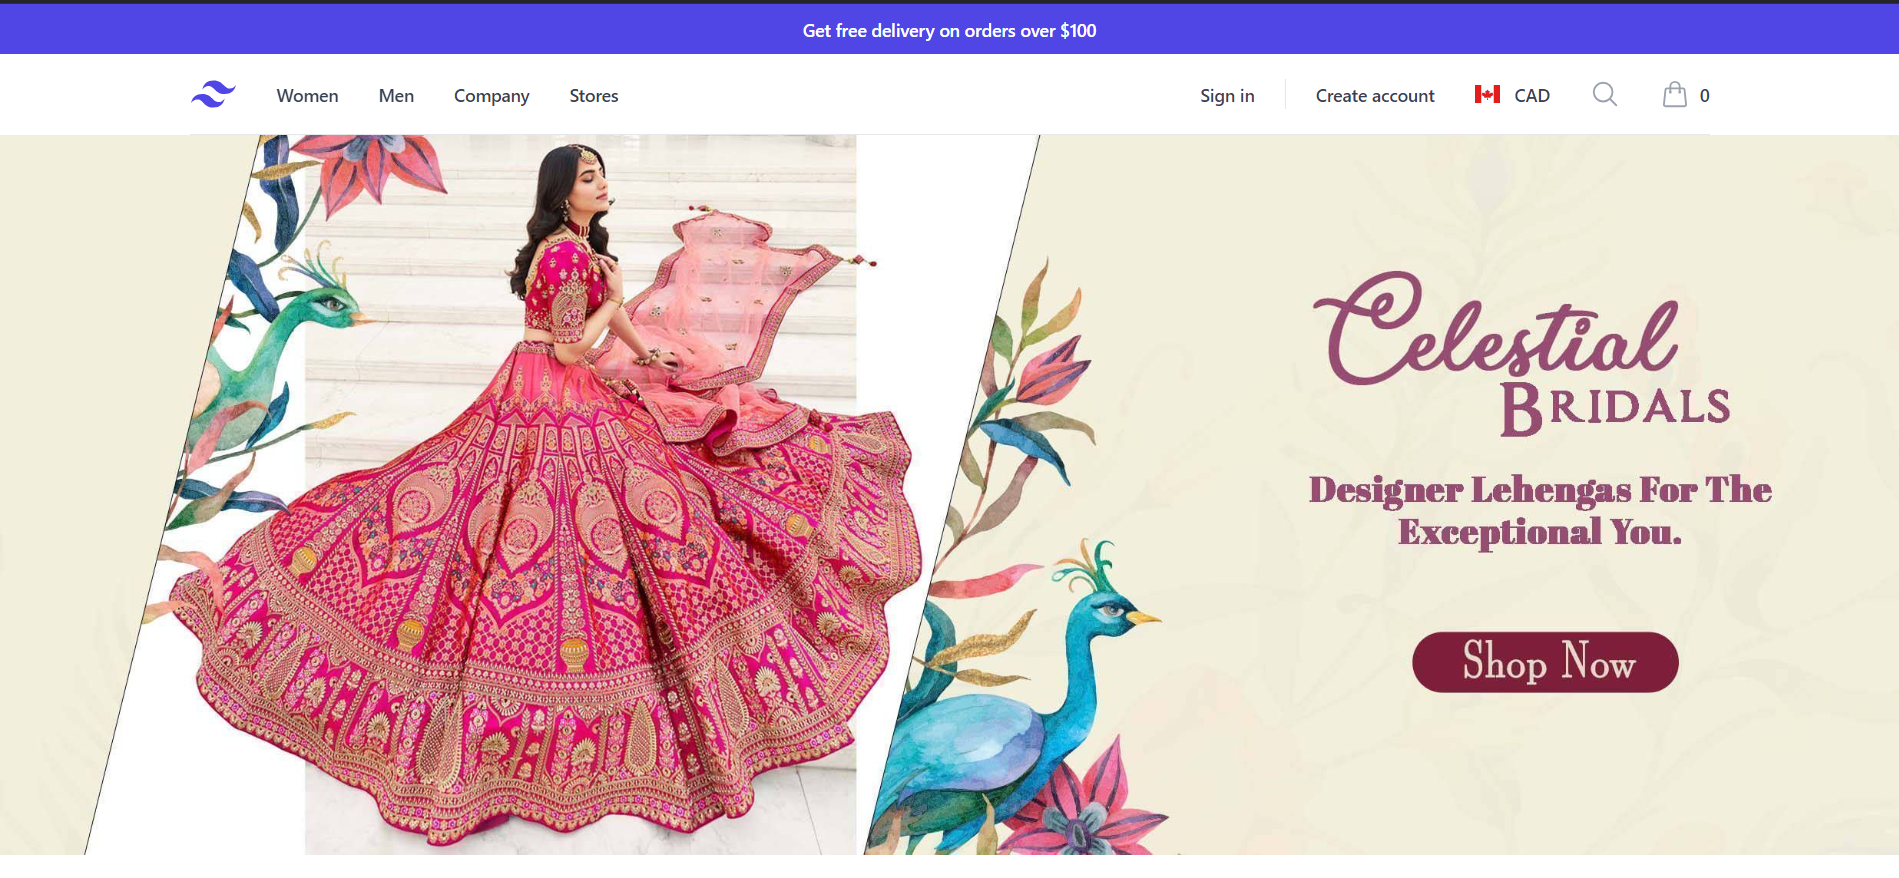 Get free delivery on orders over $100
Women Men Company Stores Sign in Create account CAD 0
Celestial
BRIDALS
Designer Lehengas For The
Exceptional You.
Shop Now